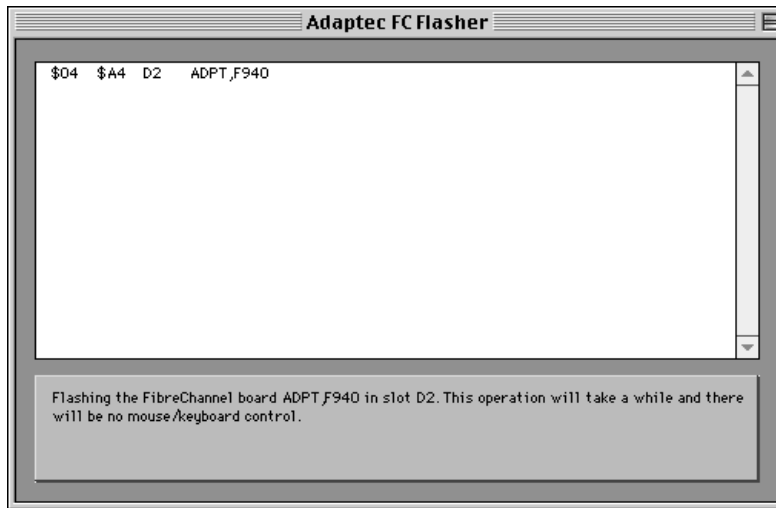 Adaptec FC Flasher
$04 $A4 D2 ADPT,F940
Flashing the FibreChannel board ADPT,F940 in slot D2. This operation will take a while and there
will be no mouse/keyboard control.